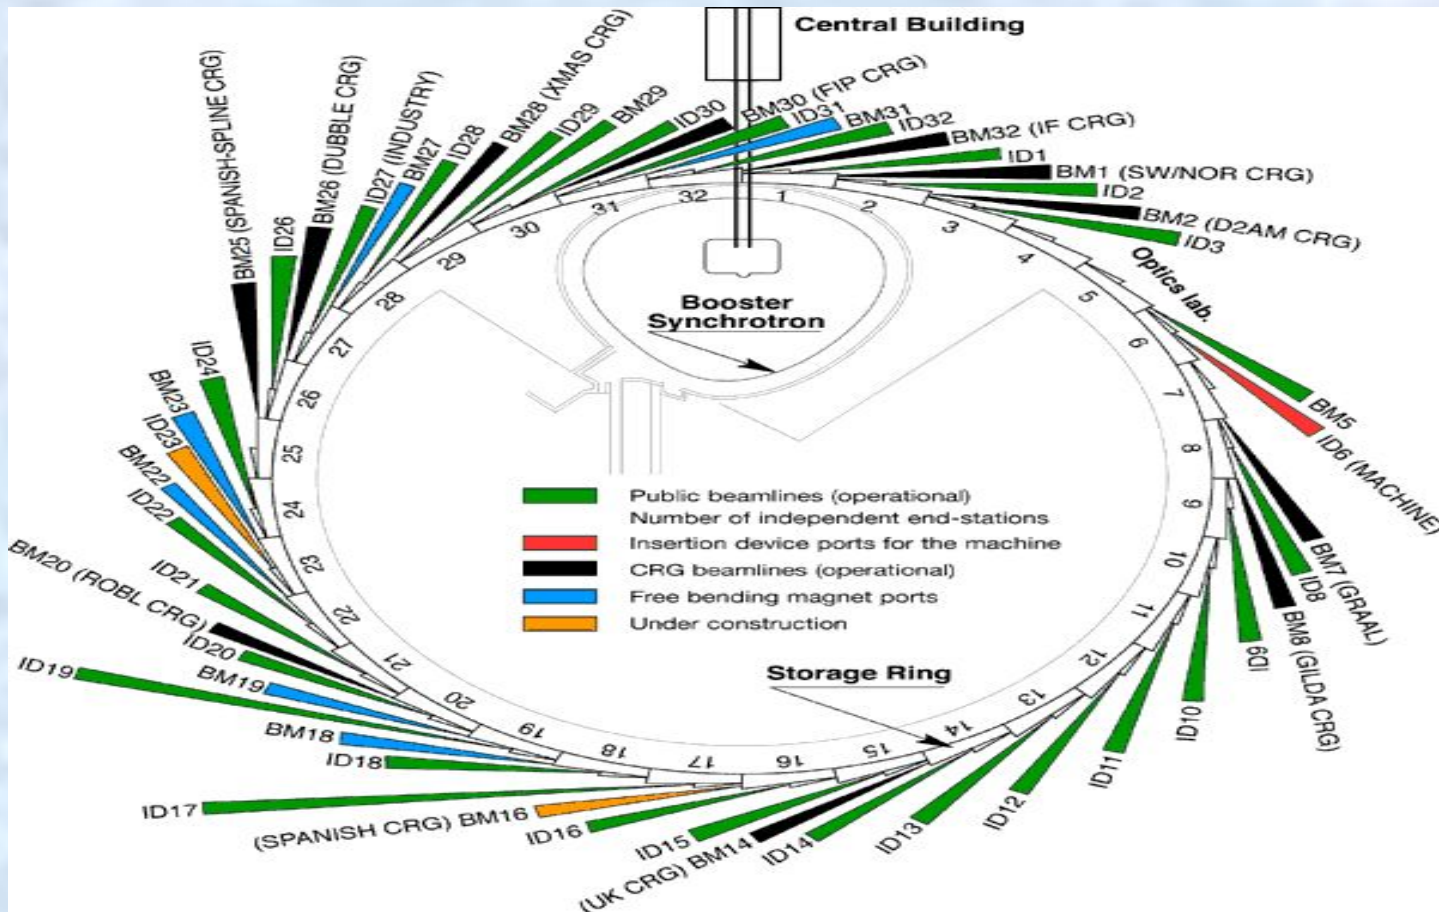 Central Building
BM25 (SPANISH-SPLINE CRG)
ID26
BM26 (DUBBLE CRG)
ID27 (INDUSTRY)
BM27
ID28
BM28 (XMAS CRG)
ID29
BM29
ID30
BM30 (FIP CRG)
ID31
BM31
ID32
BM32 (IF CRG)
ID1
BM1 (SW/NOR CRG)
ID2
BM2 (D2AM CRG)
ID3
Optics lab.
BM5
ID6 (MACHINE)
BM7 (GRAAL)
ID8
BM8 (GILDA CRG)
ID9
ID10
ID11
ID12
ID13
ID14
(UK CRG) BM14
ID15
ID16
(SPANISH CRG) BM16
ID17
ID18
BM18
ID19
BM19
ID20
BM20 (ROBL CRG)
ID21
ID22
BM22
ID23
BM23
ID24
1
2
3
4
5
6
7
8
9
10
11
12
13
14
15
16
17
18
19
20
21
22
23
24
25
26
27
28
29
30
31
32
Booster
Synchrotron
Public beamlines (operational)
Number of independent end-stations
Insertion device ports for the machine
CRG beamlines (operational)
Free bending magnet ports
Under construction
Storage Ring